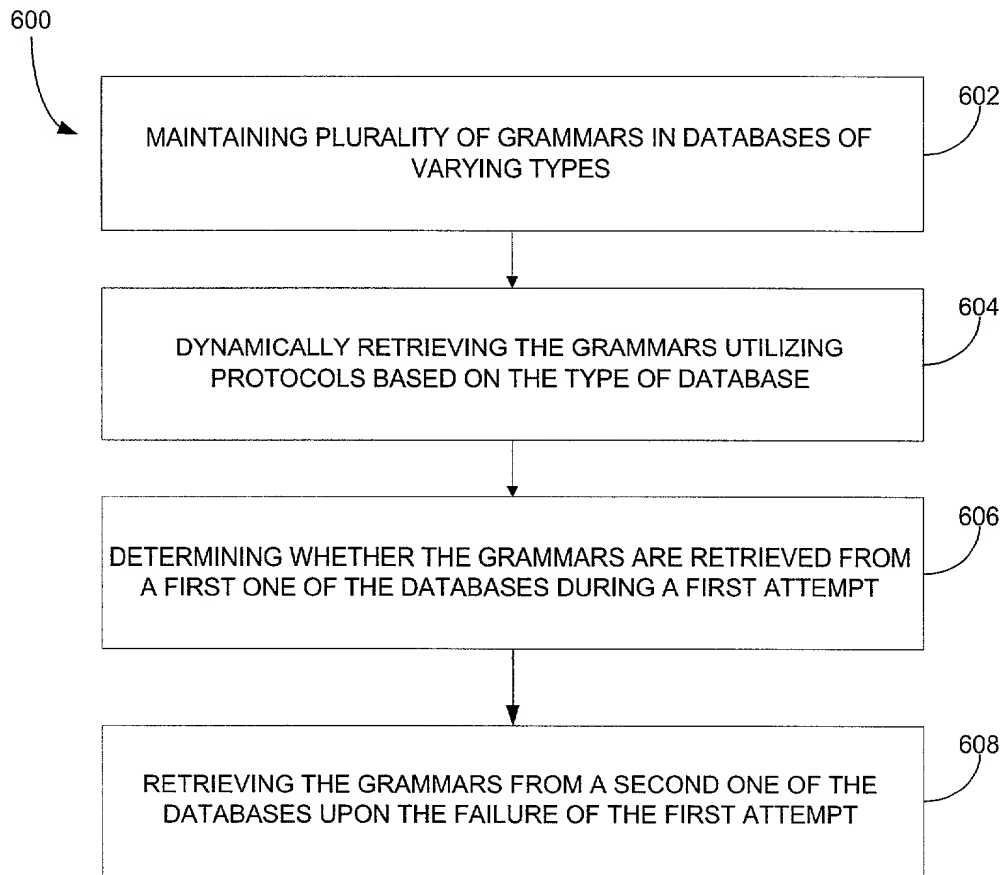 600
602
MAINTAINING PLURALITY OF GRAMMARS IN DATABASES OF
VARYING TYPES
604
DYNAMICALLY RETRIEVING THE GRAMMARS UTILIZING
PROTOCOLS BASED ON THE TYPE OF DATABASE
606
DETERMINING WHETHER THE GRAMMARS ARE RETRIEVED FROM
A FIRST ONE OF THE DATABASES DURING A FIRST ATTEMPT
608
RETRIEVING THE GRAMMARS FROM A SECOND ONE OF THE
DATABASES UPON THE FAILURE OF THE FIRST ATTEMPT